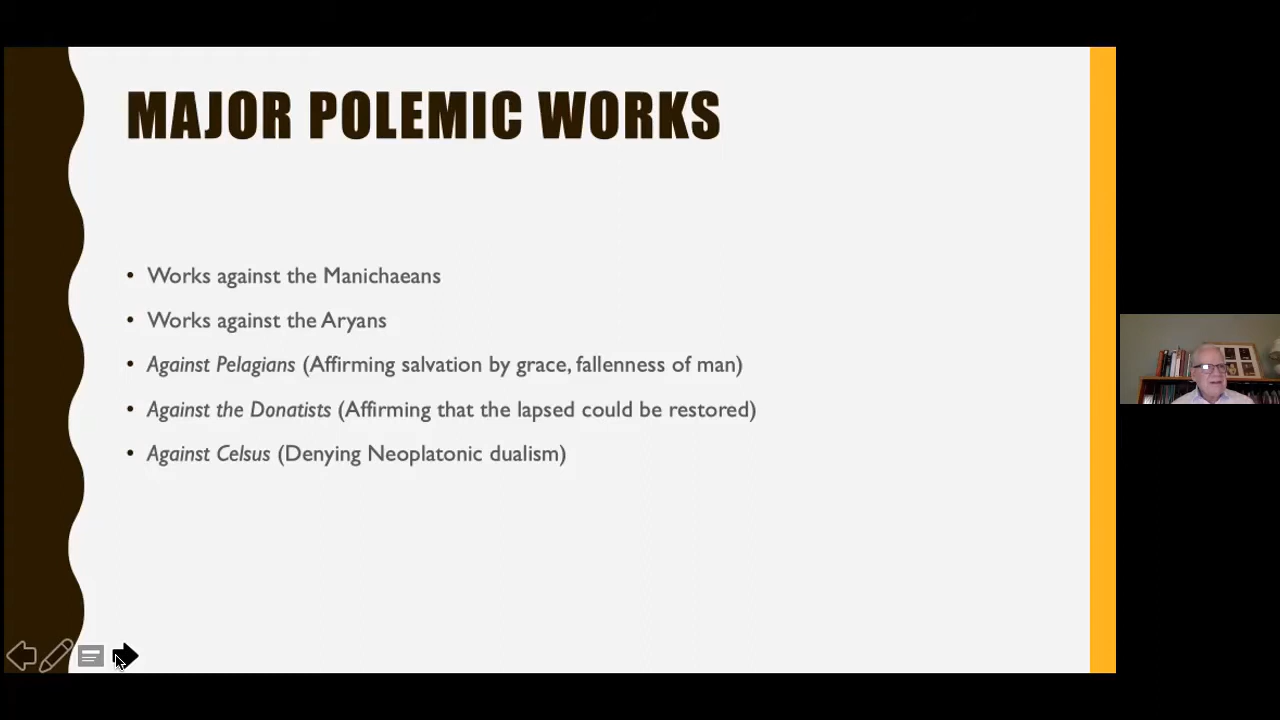 MAJOR POLEMIC WORKS
• Works against the Manichaeans
• Works against the Aryans
• Against Pelagians (Affirming salvation by grace, fallenness of man)
• Against the Donatists (Affirming that the lapsed could be restored)
• Against Celsus (Denying Neoplatonic dualism)